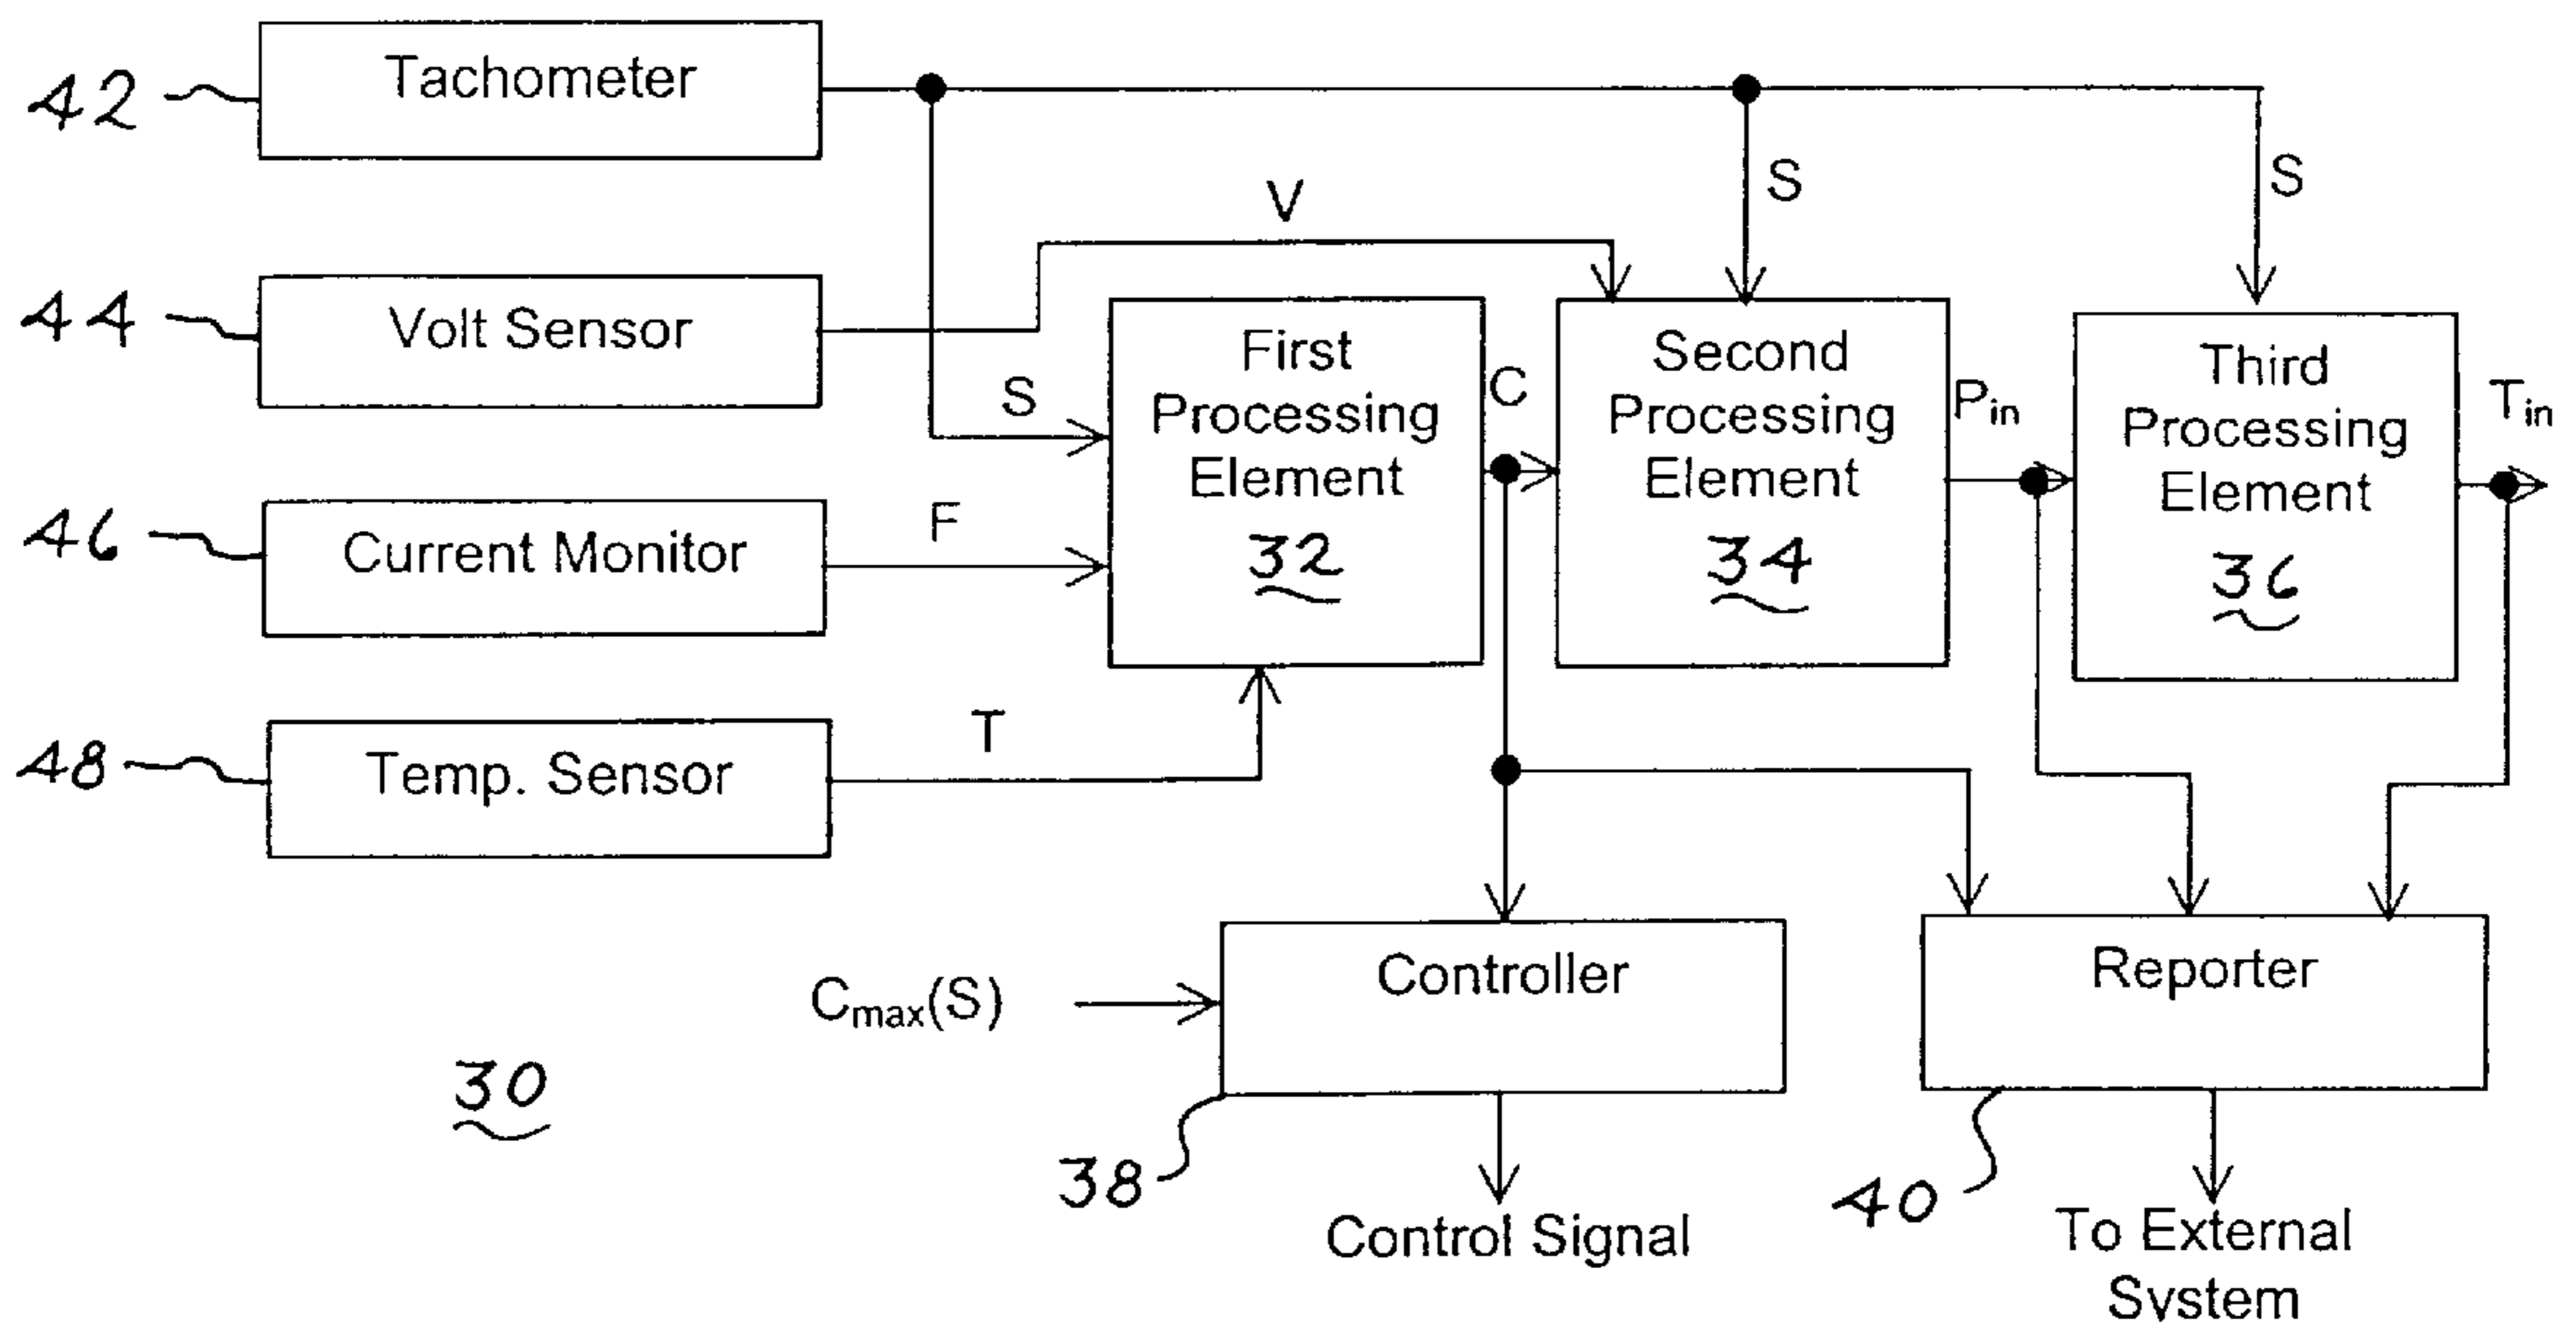 Tachometer
42
S
S
V
44
Volt Sensor
First
Processing
Element
32
C
Second
Processing
Element
34
Pin
Third
Processing
Element
36
Tin
S
46
Current Monitor
F
48
Temp. Sensor
T
Cmax(S)
Controller
Reporter
30
38
40
Control Signal
To External
System